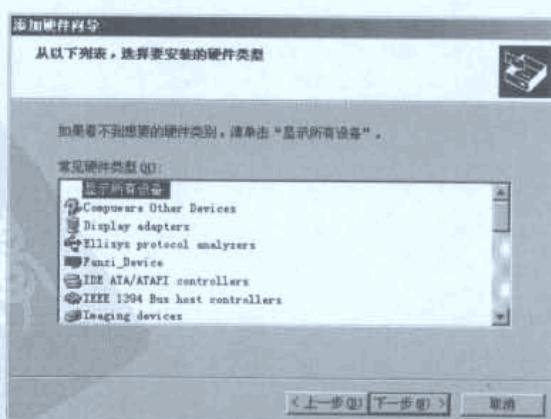 添加硬件向导
从以下列表，选择要安装的硬件类型
如果看不到想要的硬件类别，请单击“显示所有设备”。
常见硬件类型(H):
显示所有设备
Compuware Other Devices
Display adapters
Ellisys protocol analyzers
Fanzi_Device
IDE ATA/ATAPI controllers
IEEE 1394 Bus host controllers
Imaging devices
< 上一步(B)
下一步(N) >
取消